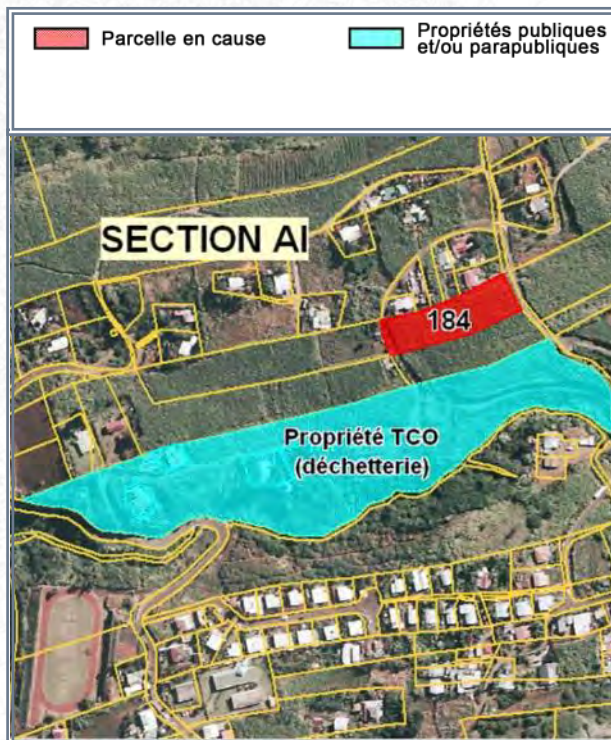 Parcelle en cause
Propriétés publiques
et/ou parapubliques
SECTION AI
184
Propriété TCO
(déchetterie)